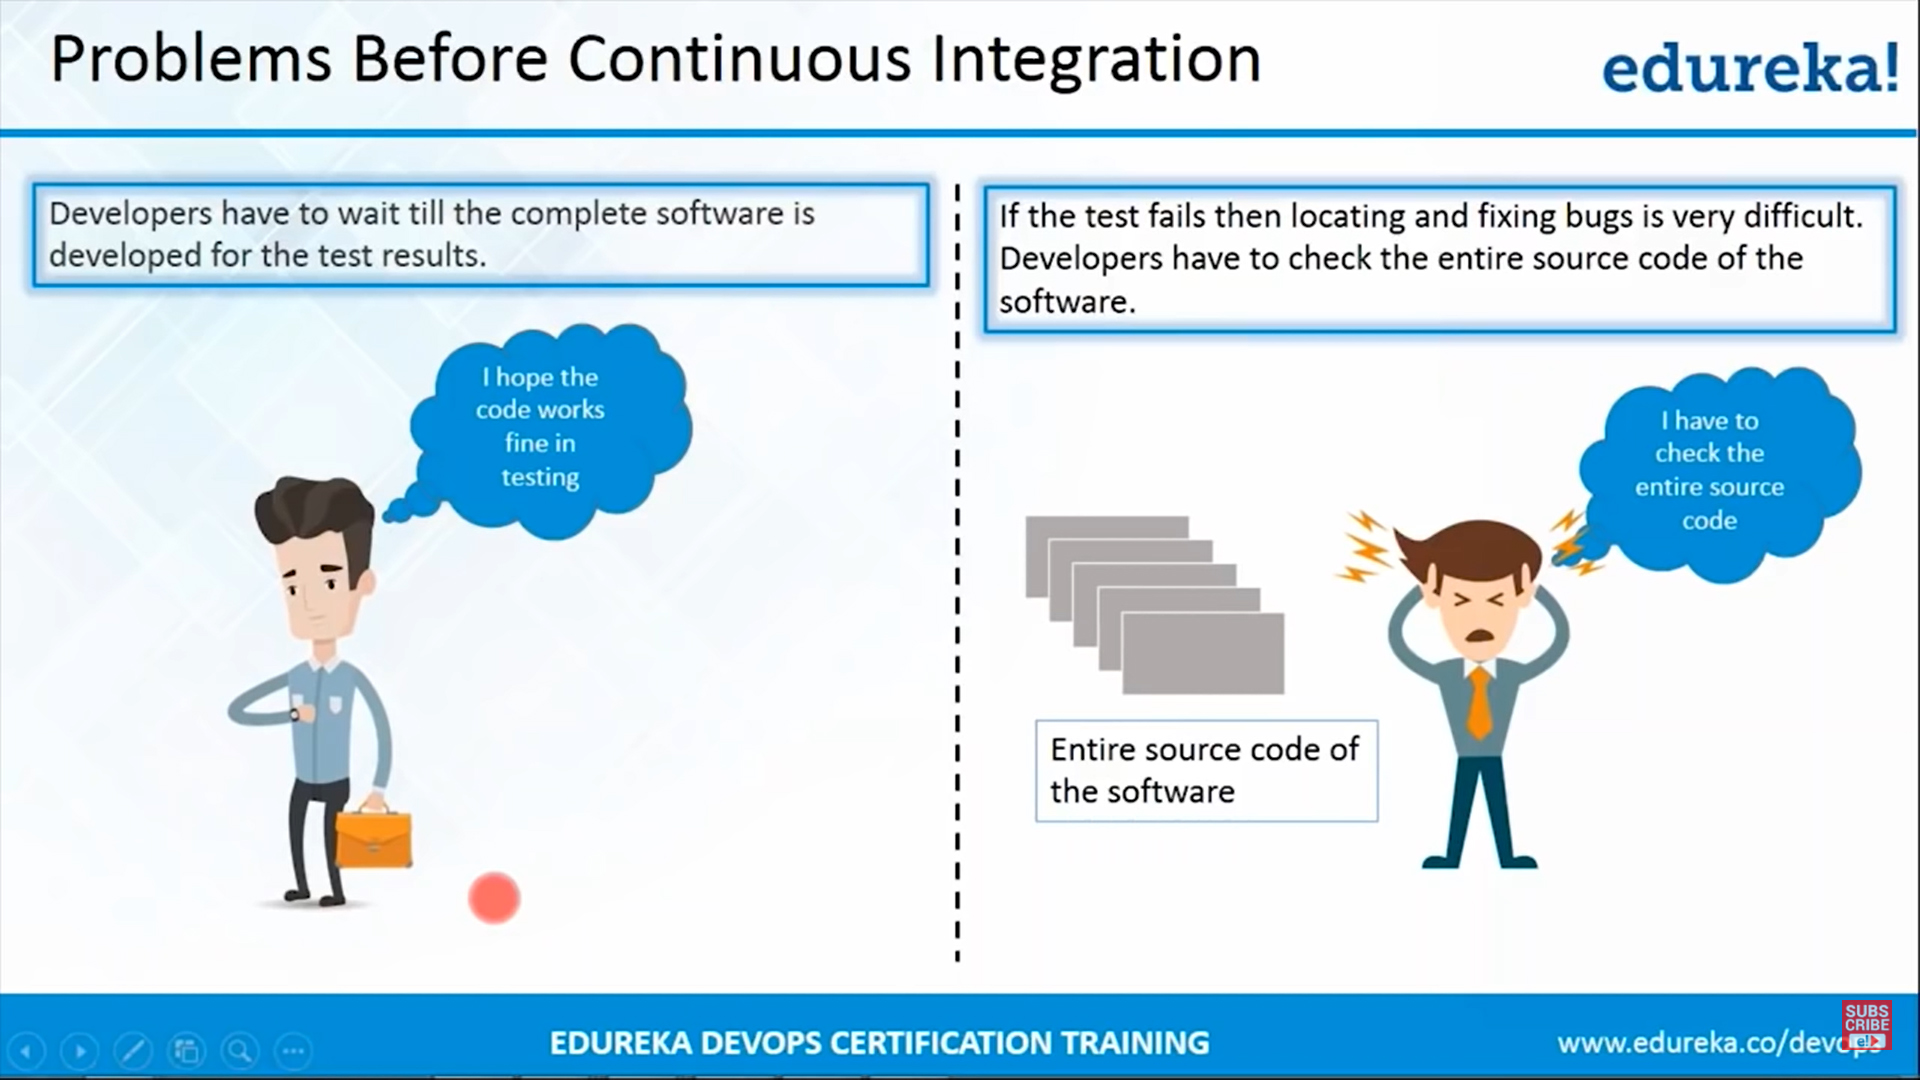 Problems Before Continuous Integration
edureka!
Developers have to wait till the complete software is
developed for the test results.
If the test fails then locating and fixing bugs is very difficult.
Developers have to check the entire source code of the
software.
I hope the
code works
fine in
testing
I have to
check the
entire source
code
Entire source code of
the software
EDUREKA DEVOPS CERTIFICATION TRAINING
www.edureka.co/devops
SUBS
CRIBE
e!